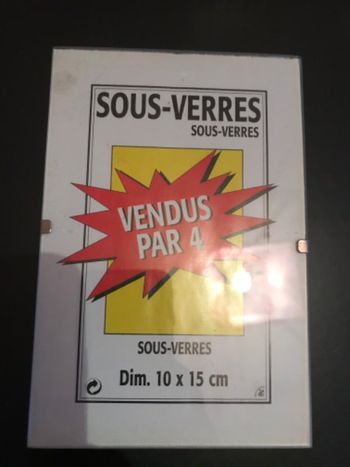 SOUS-VERRES
SOUS-VERRES
VENDUS
PAR 4
SOUS-VERRES
Dim. 10 x 15 cm